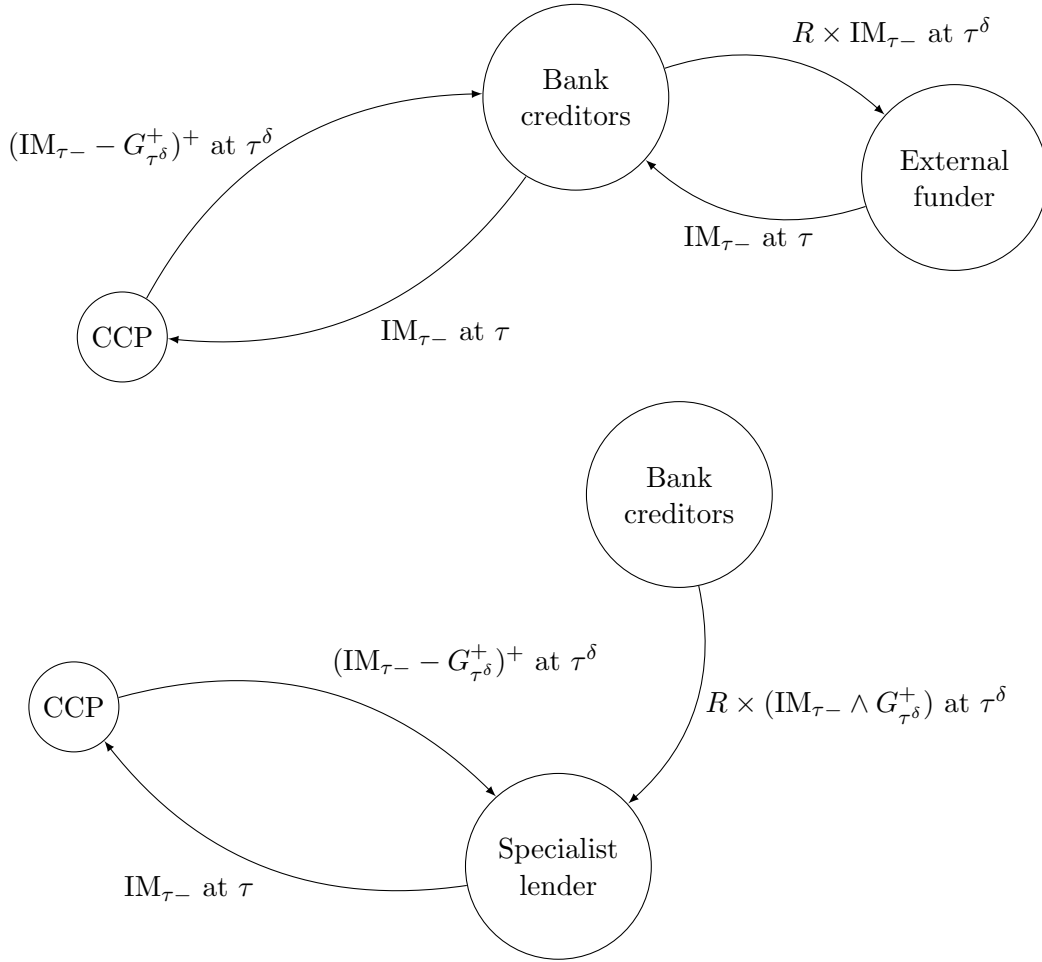 R × IM_{τ−} at τ^δ
Bank
creditors
(IM_{τ−} − G^+_{τ^δ})^+ at τ^δ
External
funder
IM_{τ−} at τ
IM_{τ−} at τ
CCP
Bank
creditors
(IM_{τ−} − G^+_{τ^δ})^+ at τ^δ
CCP
R × (IM_{τ−} ∧ G^+_{τ^δ}) at τ^δ
Specialist
lender
IM_{τ−} at τ